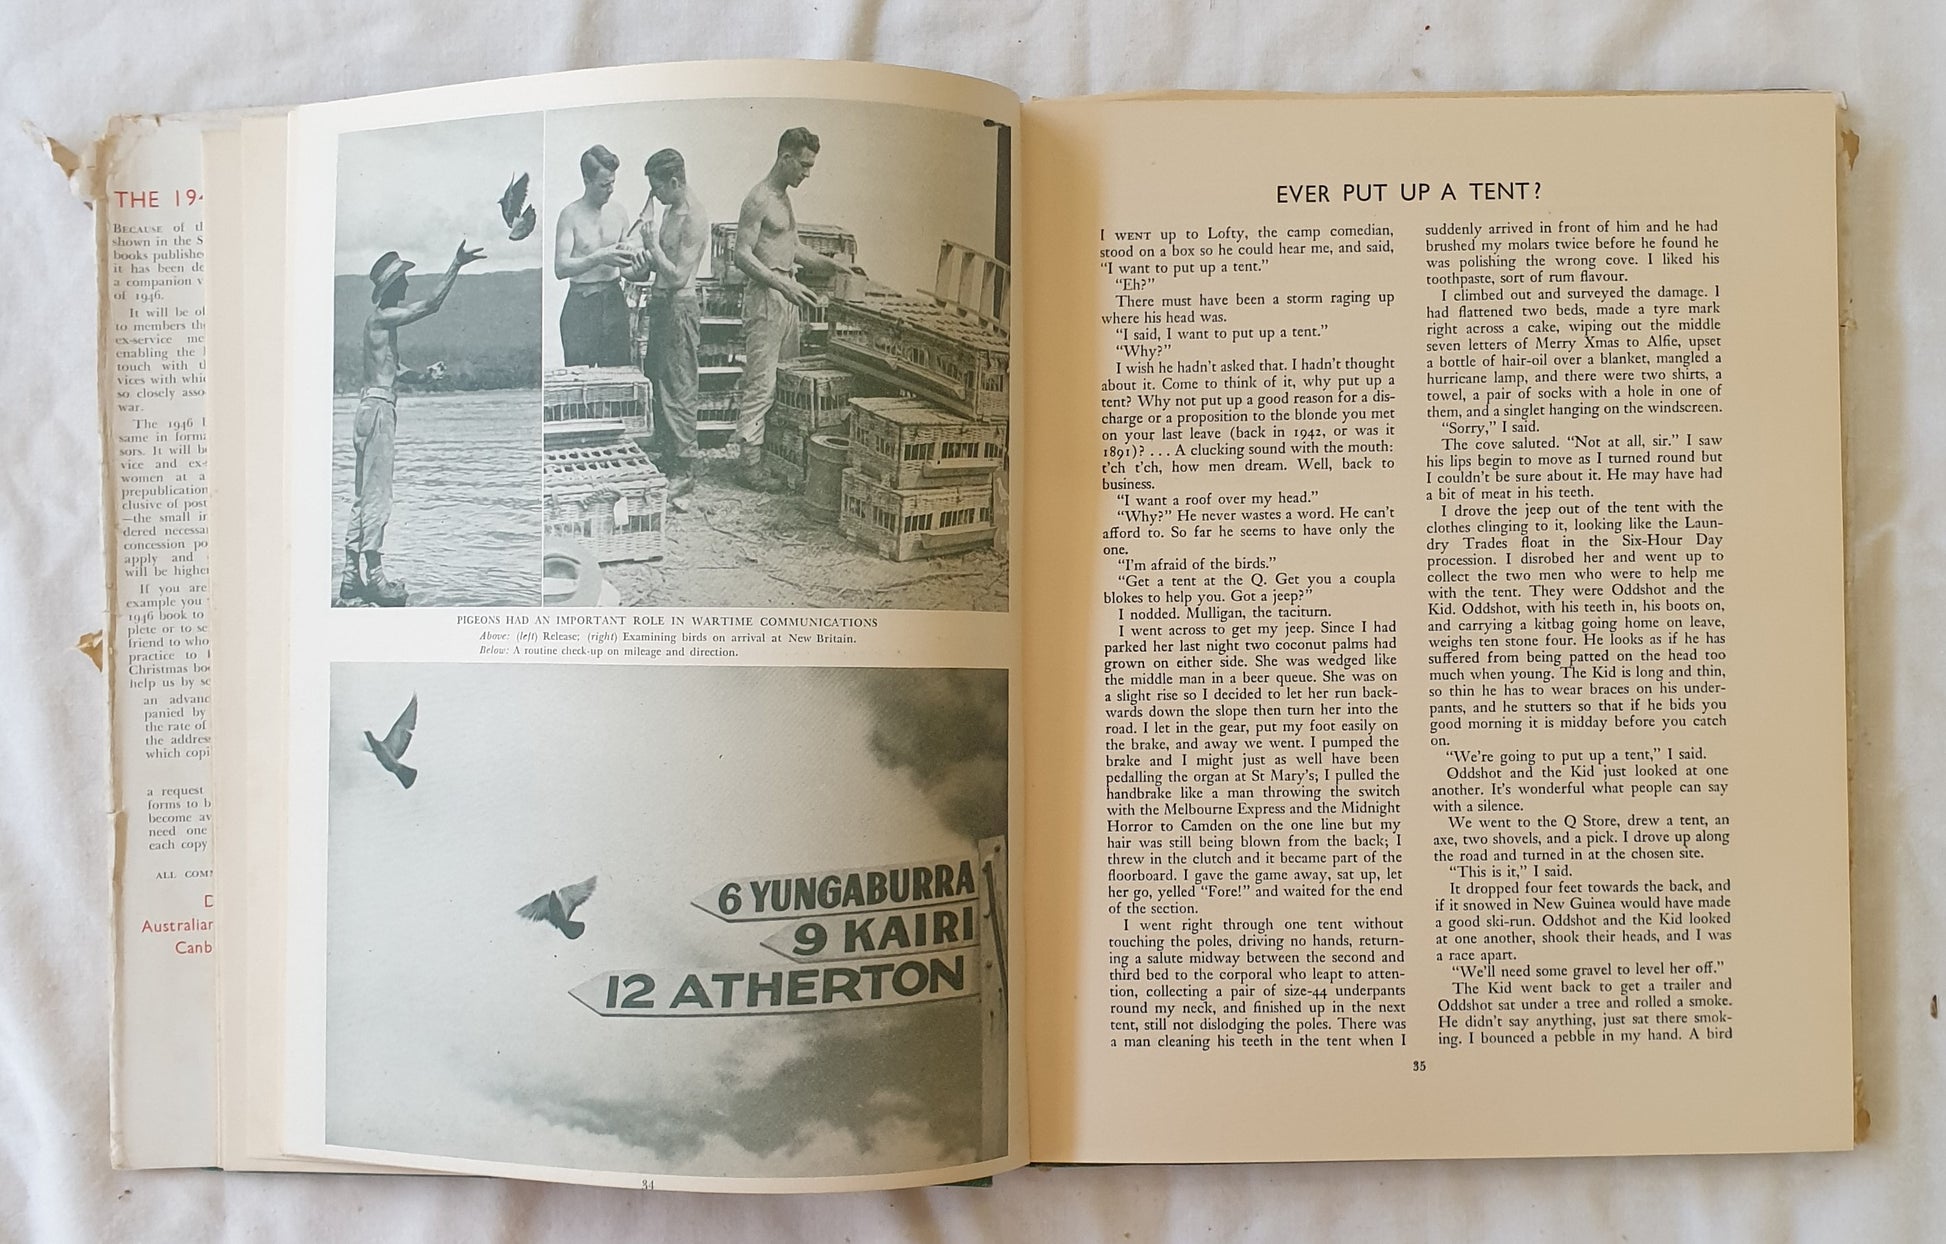 THE 19
BECAUSE of
shown in the S
books publishe
it has been de
a companion v
of 1946.
It will be of
to members th
ex-service me
enabling the
touch with
vices with whic
so closely asso
war.
The 1946
same in forma
sors. It will be
vice and ex-
women at a
prepublication
clusive of post
—the small in
dered necessa
concession po
apply and
will be higher
If you are
example you
1946 book to
plete or to se
friend to who
practice to
Christmas bo
help us by se
an advanc
panied by
the rate of
the addres
which copi
a request
forms to b
become av
need one
each copy
ALL COM
D
Australian
Canb
6 YUNGABURRA
9 KAIRI
12 ATHERTON
PIGEONS HAD AN IMPORTANT ROLE IN WARTIME COMMUNICATIONS
Above: (left) Release; (right) Examining birds on arrival at New Britain.
Below: A routine check-up on mileage and direction.
34
EVER PUT UP A TENT?
I WENT up to Lofty, the camp comedian,
stood on a box so he could hear me, and said,
"I want to put up a tent."
"Eh?"
There must have been a storm raging up
where his head was.
"I said, I want to put up a tent."
"Why?"
I wish he hadn't asked that. I hadn't thought
about it. Come to think of it, why put up a
tent? Why not put up a good reason for a dis-
charge or a proposition to the blonde you met
on your last leave (back in 1942, or was it
1891)? . . . A clucking sound with the mouth:
t'ch t'ch, how men dream. Well, back to
business.
"I want a roof over my head."
"Why?" He never wastes a word. He can't
afford to. So far he seems to have only the
one.
"I'm afraid of the birds."
"Get a tent at the Q. Get you a coupla
blokes to help you. Got a jeep?"
I nodded. Mulligan, the taciturn.
I went across to get my jeep. Since I had
parked her last night two coconut palms had
grown on either side. She was wedged like
the middle man in a beer queue. She was on
a slight rise so I decided to let her run back-
wards down the slope then turn her into the
road. I let in the gear, put my foot easily on
the brake, and away we went. I pumped the
brake and I might just as well have been
pedalling the organ at St Mary's; I pulled the
handbrake like a man throwing the switch
with the Melbourne Express and the Midnight
Horror to Camden on the one line but my
hair was still being blown from the back; I
threw in the clutch and it became part of the
floorboard. I gave the game away, sat up, let
her go, yelled "Fore!" and waited for the end
of the section.
I went right through one tent without
touching the poles, driving no hands, return-
ing a salute midway between the second and
third bed to the corporal who leapt to atten-
tion, collecting a pair of size-44 underpants
round my neck, and finished up in the next
tent, still not dislodging the poles. There was
a man cleaning his teeth in the tent when I
suddenly arrived in front of him and he had
brushed my molars twice before he found he
was polishing the wrong cove. I liked his
toothpaste, sort of rum flavour.
I climbed out and surveyed the damage. I
had flattened two beds, made a tyre mark
right across a cake, wiping out the middle
seven letters of Merry Xmas to Alfie, upset
a bottle of hair-oil over a blanket, mangled a
hurricane lamp, and there were two shirts, a
towel, a pair of socks with a hole in one of
them, and a singlet hanging on the windscreen.
"Sorry," I said.
The cove saluted. "Not at all, sir." I saw
his lips begin to move as I turned round but
I couldn't be sure about it. He may have had
a bit of meat in his teeth.
I drove the jeep out of the tent with the
clothes clinging to it, looking like the Laun-
dry Trades float in the Six-Hour Day
procession. I disrobed her and went up to
collect the two men who were to help me
with the tent. They were Oddshot and the
Kid. Oddshot, with his teeth in, his boots on,
and carrying a kitbag going home on leave,
weighs ten stone four. He looks as if he has
suffered from being patted on the head too
much when young. The Kid is long and thin,
so thin he has to wear braces on his under-
pants, and he stutters so that if he bids you
good morning it is midday before you catch
on.
"We're going to put up a tent," I said.
Oddshot and the Kid just looked at one
another. It's wonderful what people can say
with a silence.
We went to the Q Store, drew a tent, an
axe, two shovels, and a pick. I drove up along
the road and turned in at the chosen site.
"This is it," I said.
It dropped four feet towards the back, and
if it snowed in New Guinea would have made
a good ski-run. Oddshot and the Kid looked
at one another, shook their heads, and I was
a race apart.
"We'll need some gravel to level her off."
The Kid went back to get a trailer and
Oddshot sat under a tree and rolled a smoke.
He didn't say anything, just sat there smok-
ing. I bounced a pebble in my hand. A bird
35